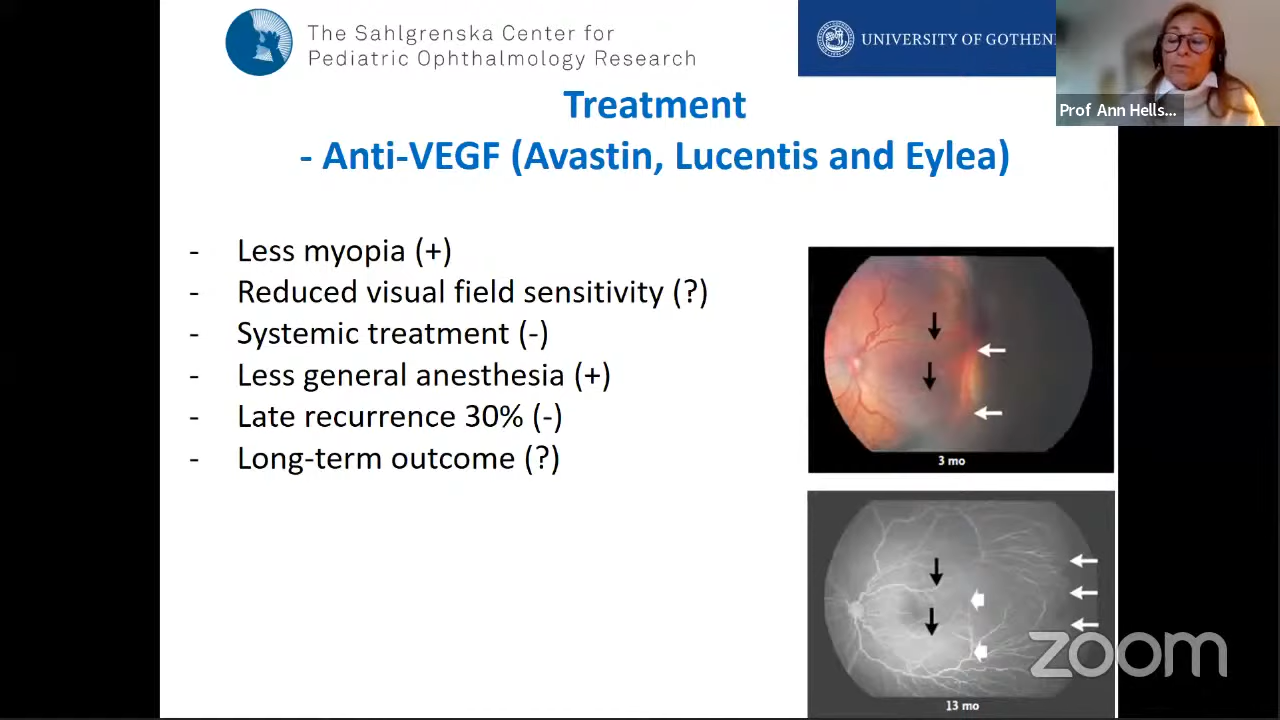 The Sahlgrenska Center for
Pediatric Ophthalmology Research
UNIVERSITY OF GOTHEN
Prof Ann Hells...
Treatment
- Anti-VEGF (Avastin, Lucentis and Eylea)
- Less myopia (+)
- Reduced visual field sensitivity (?)
- Systemic treatment (-)
- Less general anesthesia (+)
- Late recurrence 30% (-)
- Long-term outcome (?)
3 mo
13 mo
zoom